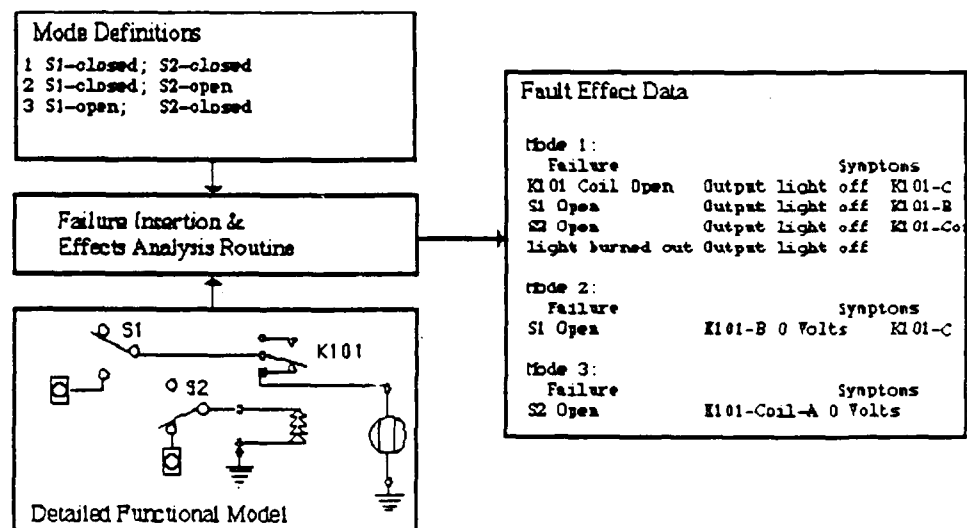 Mode Definitions
1 S1-closed; S2-closed
2 S1-closed; S2-open
3 S1-open; S2-closed
Failure Insertion &
Effects Analysis Routine
S1
K101
S2
Detailed Functional Model
Fault Effect Data
Mode 1:
Failure Symptoms
K101 Coil Open Output light off K101-C
S1 Open Output light off K101-B
S2 Open Output light off K101-Co
light burned out Output light off
Mode 2:
Failure Symptoms
S1 Open K101-B 0 Volts K101-C
Mode 3:
Failure Symptoms
S2 Open K101-Coil-A 0 Volts